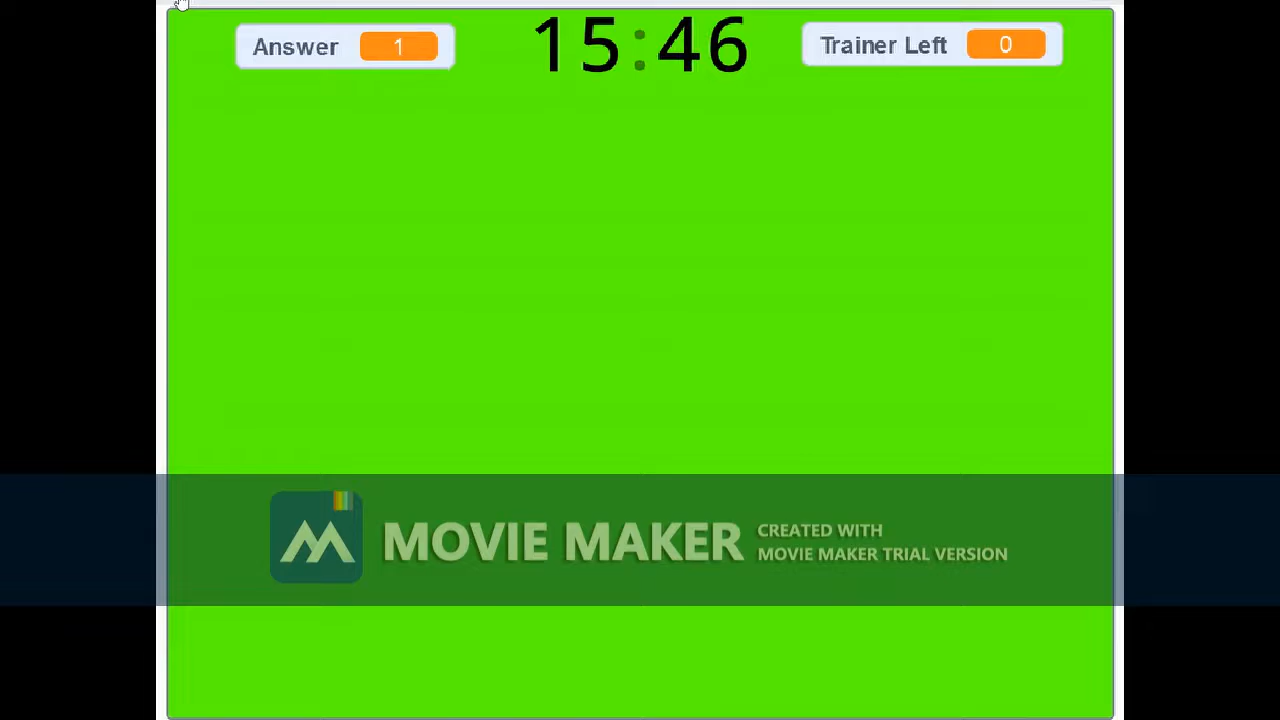 Answer 1
15:46
Trainer Left 0
MOVIE MAKER
CREATED WITH
MOVIE MAKER TRIAL VERSION